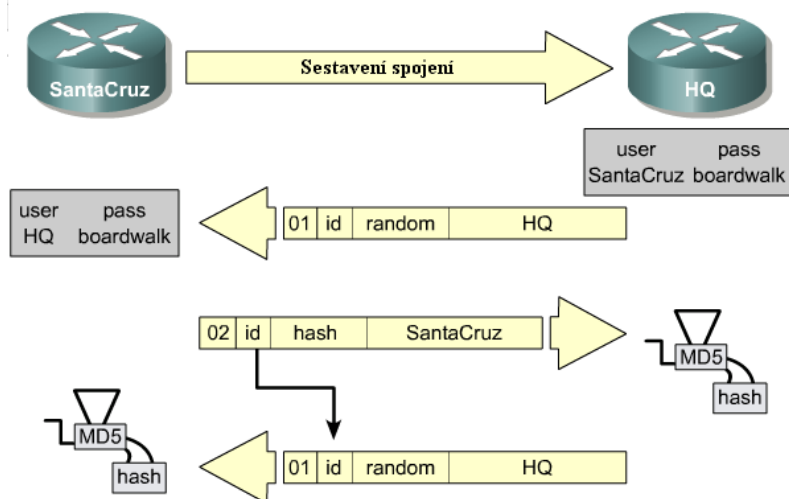 SantaCruz
Sestavení spojení
HQ
user pass
SantaCruz boardwalk
user pass
HQ boardwalk
01 id random HQ
02 id hash SantaCruz
MD5
hash
MD5
hash
01 id random HQ